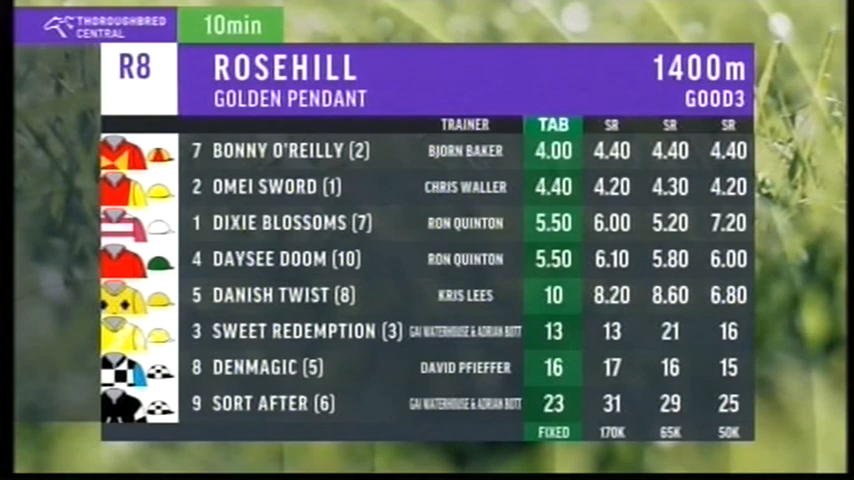 THOROUGHBRED
CENTRAL
10min
R8 ROSEHILL 1400m
GOLDEN PENDANT GOOD3
TRAINER TAB SR SR SR
7 BONNY O'REILLY (2) BJORN BAKER 4.00 4.40 4.40 4.40
2 OMEI SWORD (1) CHRIS WALLER 4.40 4.20 4.30 4.20
1 DIXIE BLOSSOMS (7) RON QUINTON 5.50 6.00 5.20 7.20
4 DAYSEE DOOM (10) RON QUINTON 5.50 6.10 5.80 6.00
5 DANISH TWIST (8) KRIS LEES 10 8.20 8.60 6.80
3 SWEET REDEMPTION (3) GAI WATERHOUSE & ADRIAN BOTT 13 13 21 16
8 DENMAGIC (5) DAVID PFIEFFER 16 17 16 15
9 SORT AFTER (6) GAI WATERHOUSE & ADRIAN BOTT 23 31 29 25
FIXED 170K 65K 50K